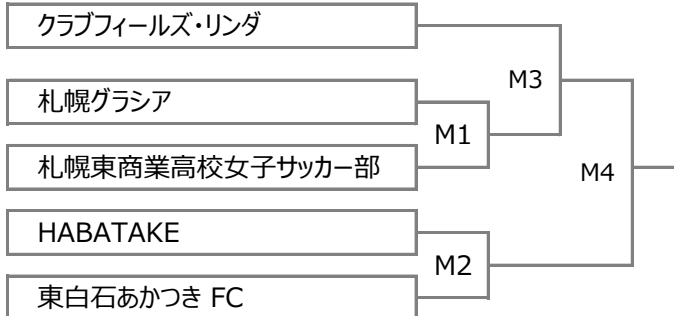 クラブフィールズ・リンダ
M3
札幌グラシア
M1
札幌東商業高校女子サッカー部
M4
HABATAKE
M2
東白石あかつき FC